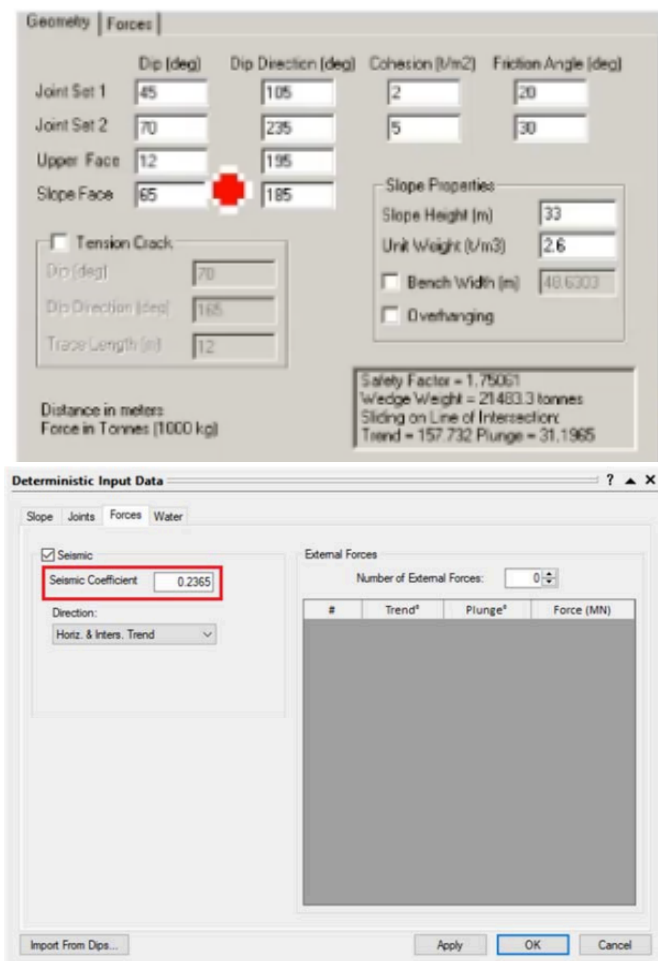 Geometry Forces
Dip (deg) Dip Direction (deg) Cohesion (t/m2) Friction Angle (deg)
Joint Set 1 45 105 2 20
Joint Set 2 70 235 5 30
Upper Face 12 195
Slope Face 65 185
Slope Properties
Slope Height (m) 33
Unit Weight (t/m3) 2.6
Bench Width (m) 48.6303
Overhanging
Tension Crack
Dip (deg) 70
Dip Direction (deg) 165
Trace Length (m) 12
Distance in meters
Force in Tonnes (1000 kg)
Safety Factor = 1.75061
Wedge Weight = 21483.3 tonnes
Sliding on Line of Intersection:
Trend = 157.732 Plunge = 31.1965
Deterministic Input Data ?
Slope Joints Forces Water
Seismic
Seismic Coefficient 0.2365
Direction:
Horiz. & Inters. Trend
External Forces
Number of External Forces: 0
# Trend° Plunge° Force (MN)
Import From Dips... Apply OK Cancel